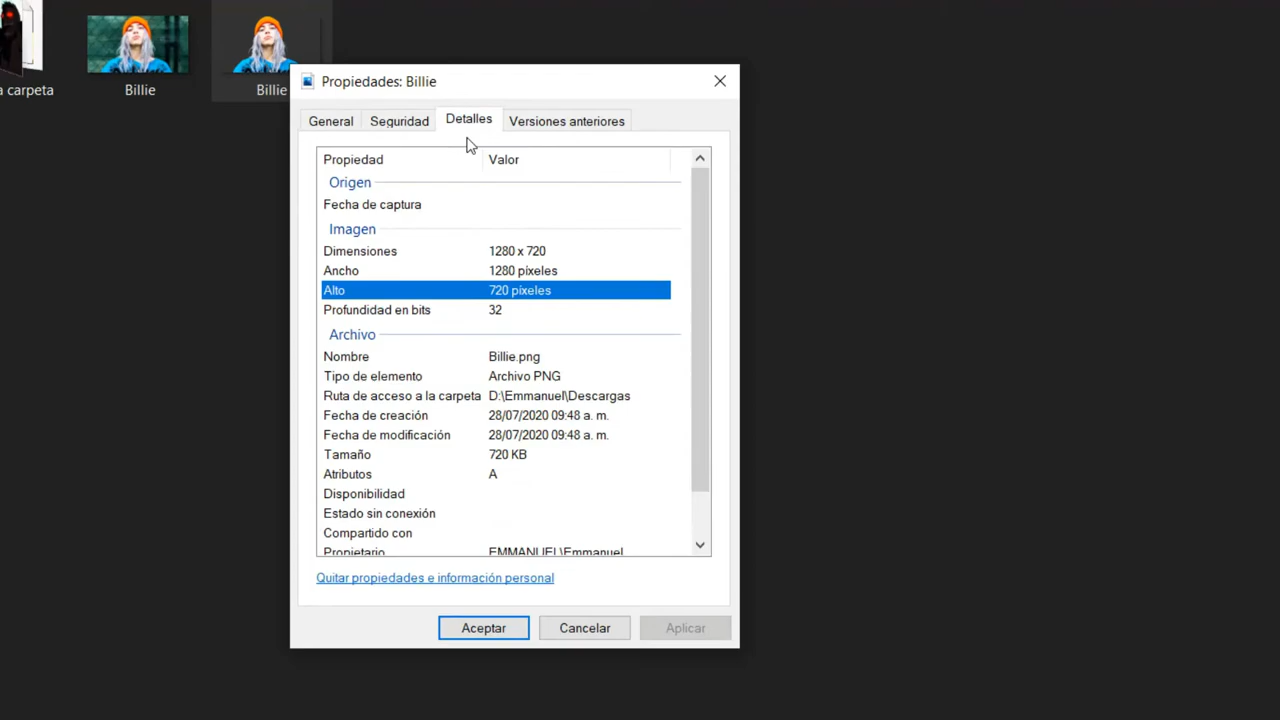 a carpeta
Billie
Billie
Propiedades: Billie
General
Seguridad
Detalles
Versiones anteriores
Propiedad Valor
Origen
Fecha de captura
Imagen
Dimensiones 1280 x 720
Ancho 1280 píxeles
Alto 720 píxeles
Profundidad en bits 32
Archivo
Nombre Billie.png
Tipo de elemento Archivo PNG
Ruta de acceso a la carpeta D:\Emmanuel\Descargas
Fecha de creación 28/07/2020 09:48 a. m.
Fecha de modificación 28/07/2020 09:48 a. m.
Tamaño 720 KB
Atributos A
Disponibilidad
Estado sin conexión
Compartido con
Propietario EMMANUEL\Emmanuel
Quitar propiedades e información personal
Aceptar
Cancelar
Aplicar